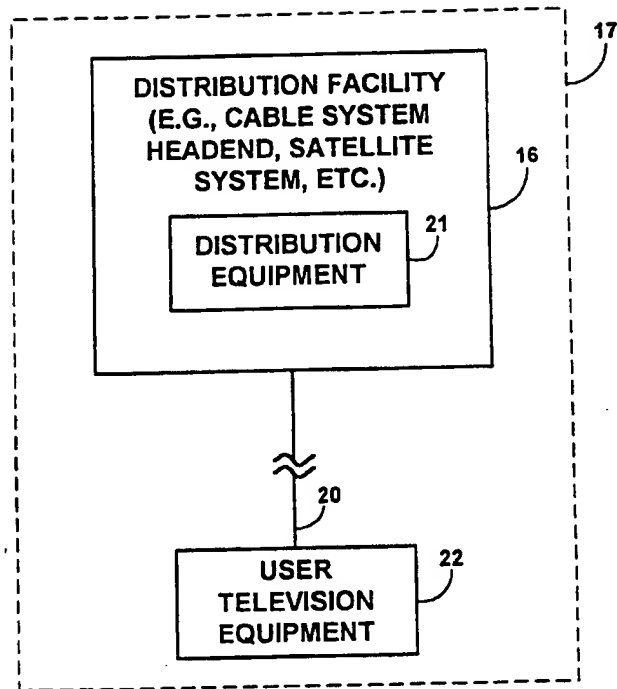 17
DISTRIBUTION FACILITY
(E.G., CABLE SYSTEM
HEADEND, SATELLITE
SYSTEM, ETC.)
16
DISTRIBUTION
EQUIPMENT
21
20
USER
TELEVISION
EQUIPMENT
22